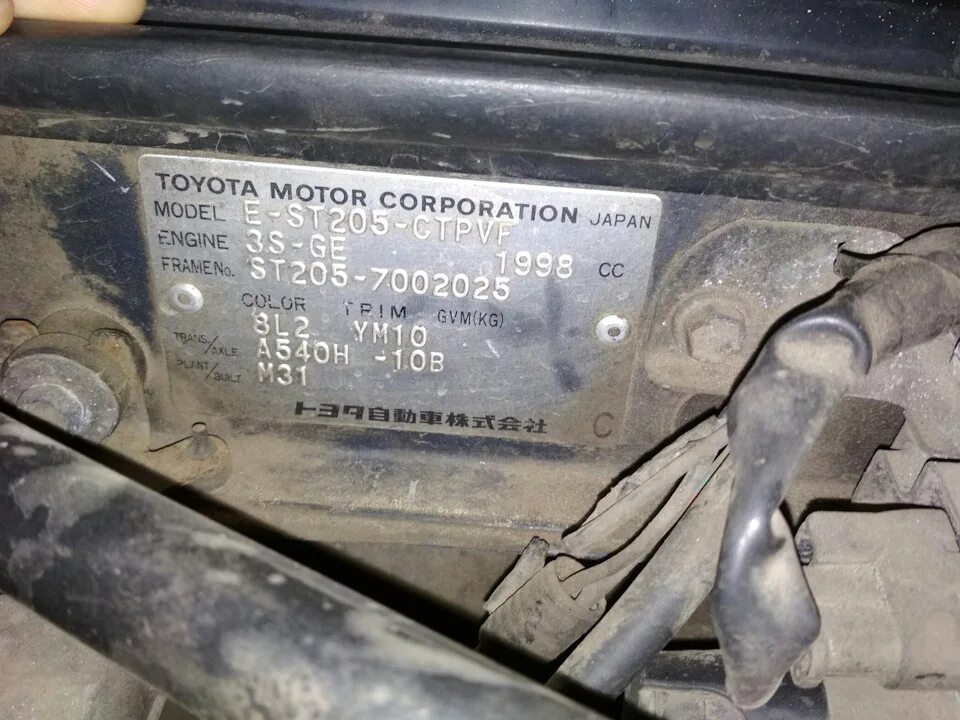 TOYOTA MOTOR CORPORATION JAPAN
MODEL E-ST205-CTPVF
ENGINE 3S-GE 1998 CC
FRAME No. ST205-7002025
COLOR TRIM GVM(KG)
8L2 YM10
TRANS./AXLE A540H -10B
PLANT/BUILT M31
トヨタ自動車株式会社 C